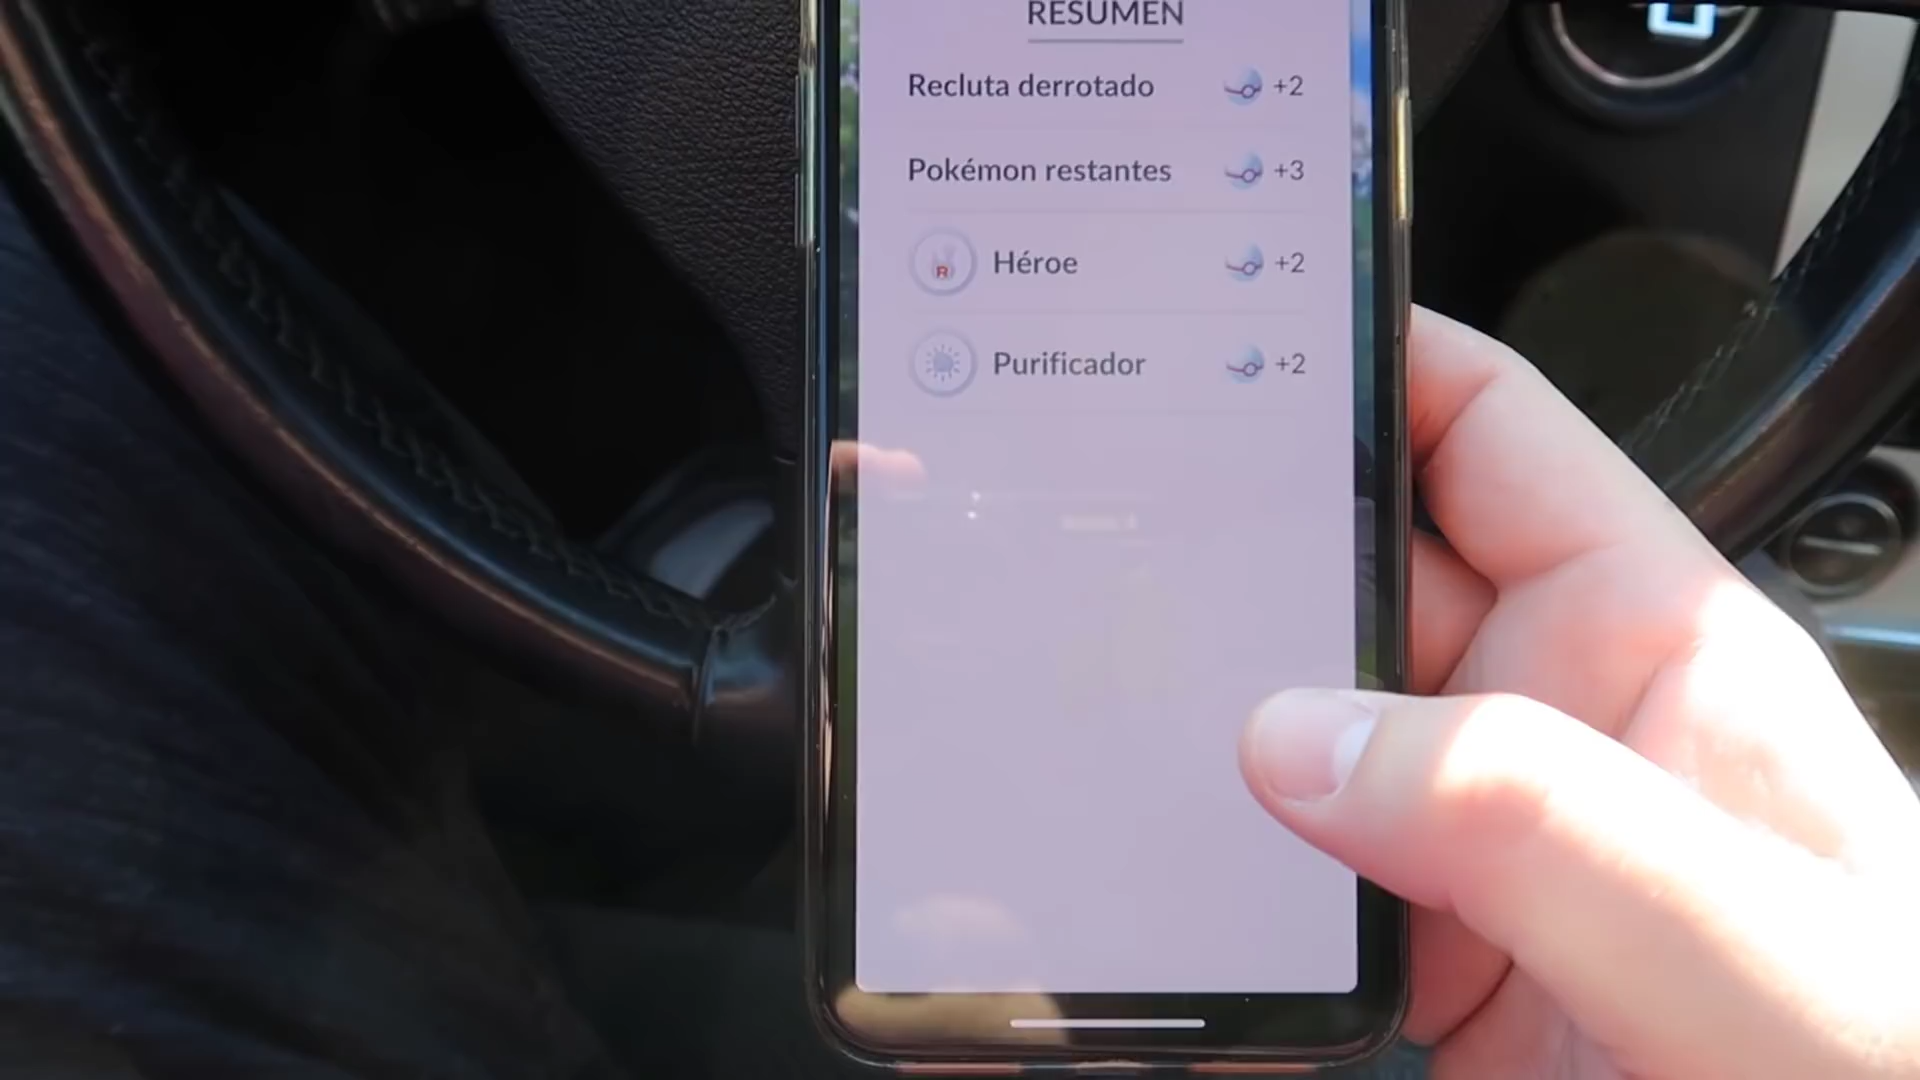 RESUMEN
Recluta derrotado +2
Pokémon restantes +3
R Héroe +2
Purificador +2